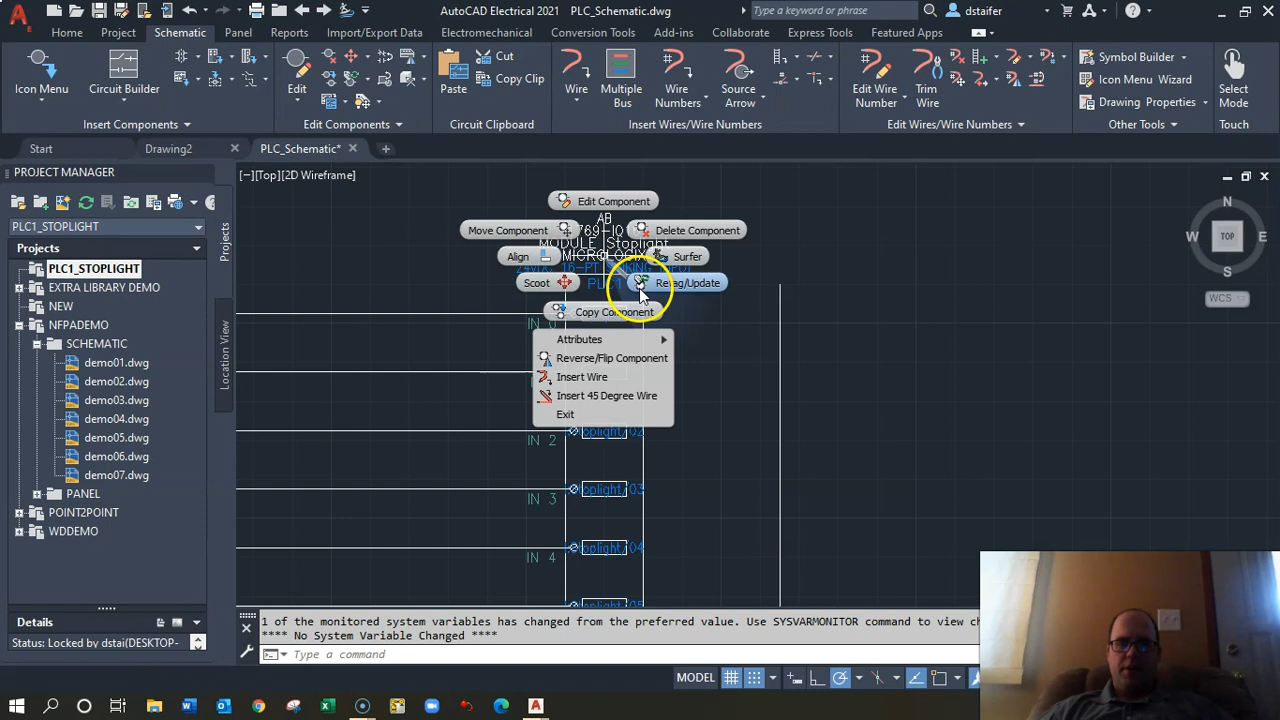 AutoCAD Electrical 2021 PLC_Schematic.dwg
Type a keyword or phrase
dstaifer
Home Project Schematic Panel Reports Import/Export Data Electromechanical Conversion Tools Add-ins Collaborate Express Tools Featured Apps
Icon Menu
Circuit Builder
Insert Components
Edit
Edit Components
Paste
Cut
Copy Clip
Circuit Clipboard
Wire
Multiple Bus
Wire Numbers
Source Arrow
Insert Wires/Wire Numbers
Edit Wire Number
Trim Wire
Edit Wires/Wire Numbers
Symbol Builder
Icon Menu Wizard
Drawing Properties
Other Tools
Select Mode
Touch
Start
Drawing2
PLC_Schematic*
PROJECT MANAGER
PLC1_STOPLIGHT
Projects
PLC1_STOPLIGHT
EXTRA LIBRARY DEMO
NEW
NFPADEMO
SCHEMATIC
demo01.dwg
demo02.dwg
demo03.dwg
demo04.dwg
demo05.dwg
demo06.dwg
demo07.dwg
PANEL
POINT2POINT
WDDEMO
Details
Status: Locked by dstai(DESKTOP-
Projects
Location View
[−][Top][2D Wireframe]
Edit Component
AB
Move Component
Delete Component
MODULE Stoplight
Align
MICROLOGIX
Surfer
Scoot
PLC1
Retag/Update
Copy Component
IN 0
Attributes
Reverse/Flip Component
Insert Wire
Insert 45 Degree Wire
Exit
IN 2
IN 3
IN 4
N
W
TOP
E
S
WCS
1 of the monitored system variables has changed from the preferred value. Use SYSVARMONITOR command to view ch
**** No System Variable Changed ****
Type a command
MODEL